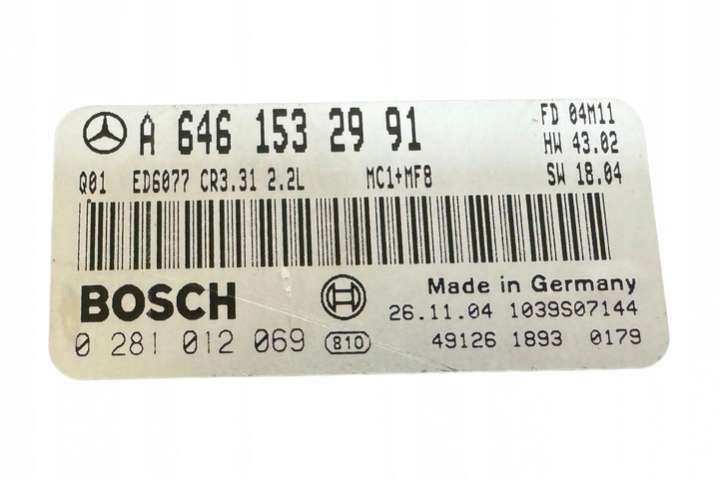 A 646 153 29 91 FD 04M11
HW 43.02
Q01 ED6077 CR3.31 2.2L MC1+MF8 SW 18.04
BOSCH Made in Germany
26.11.04 1039S07144
0 281 012 069 810 49126 1893 0179